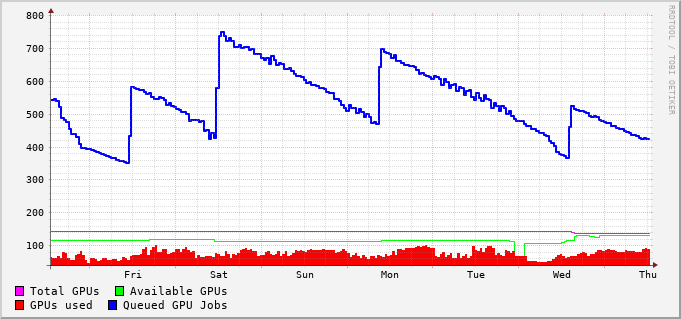 800
700
600
500
400
300
200
100
Fri Sat Sun Mon Tue Wed Thu
Total GPUs Available GPUs
GPUs used Queued GPU Jobs
RRDTOOL / TOBI OETIKER